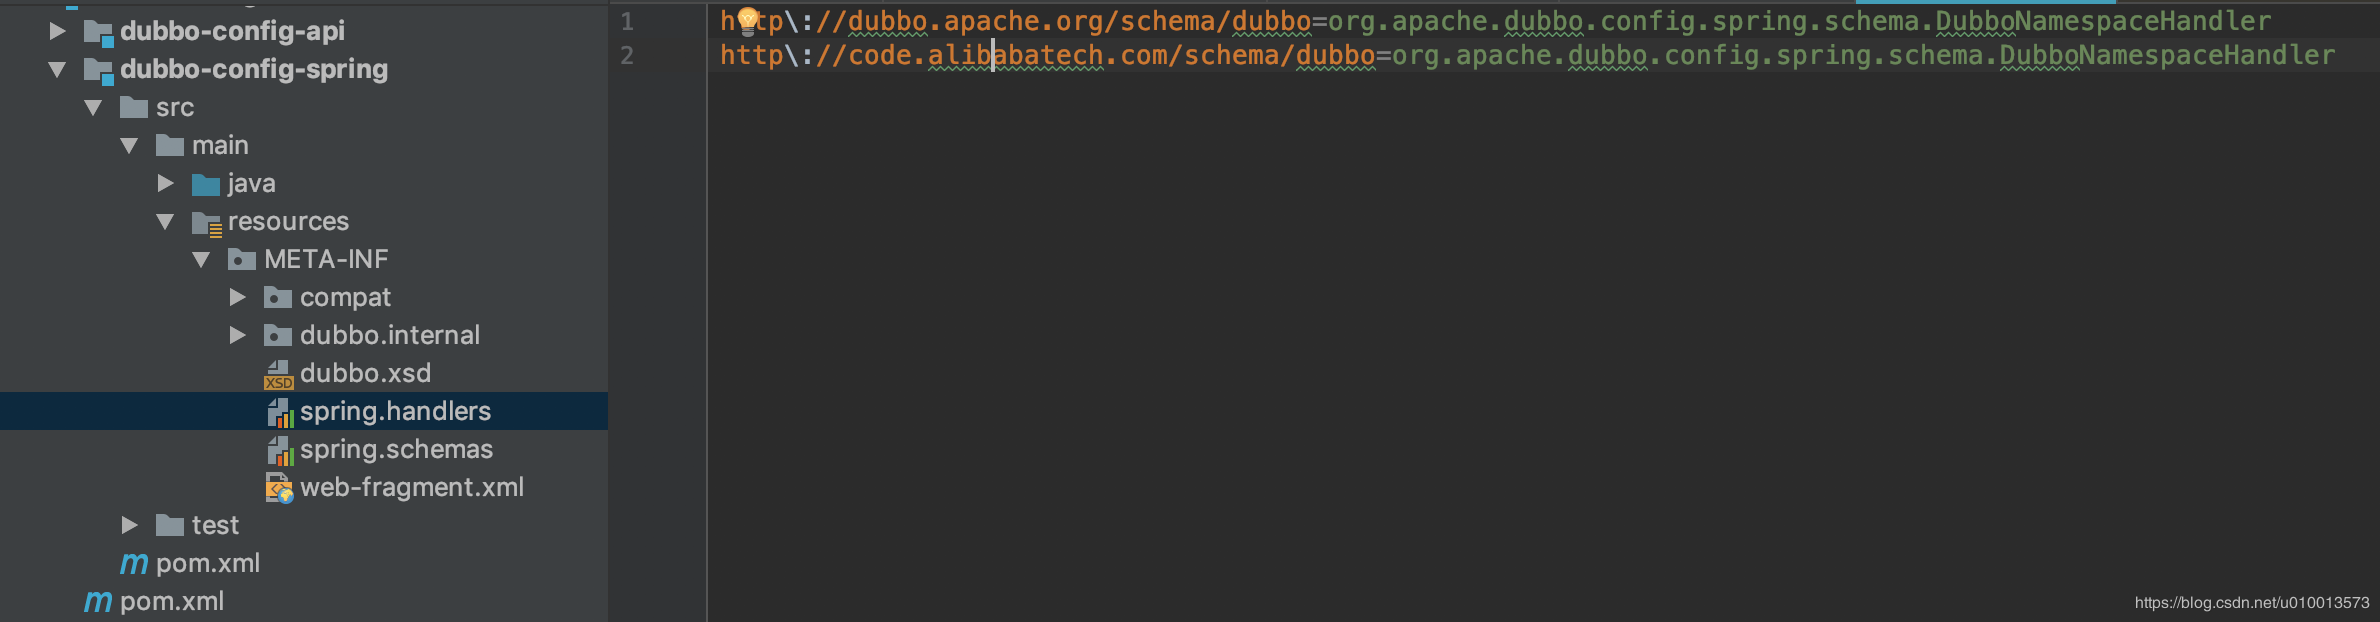 dubbo-config-api
dubbo-config-spring
src
main
java
resources
META-INF
compat
dubbo.internal
dubbo.xsd
spring.handlers
spring.schemas
web-fragment.xml
test
pom.xml
pom.xml
1 http\://dubbo.apache.org/schema/dubbo=org.apache.dubbo.config.spring.schema.DubboNamespaceHandler
2 http\://code.alibabatech.com/schema/dubbo=org.apache.dubbo.config.spring.schema.DubboNamespaceHandler
https://blog.csdn.net/u010013573